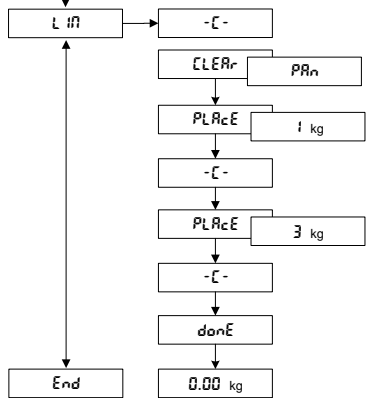 LIN -C-
CLEAr PAn
PLAcE 1 kg
-C-
PLAcE 3 kg
-C-
donE
End 0.00 kg